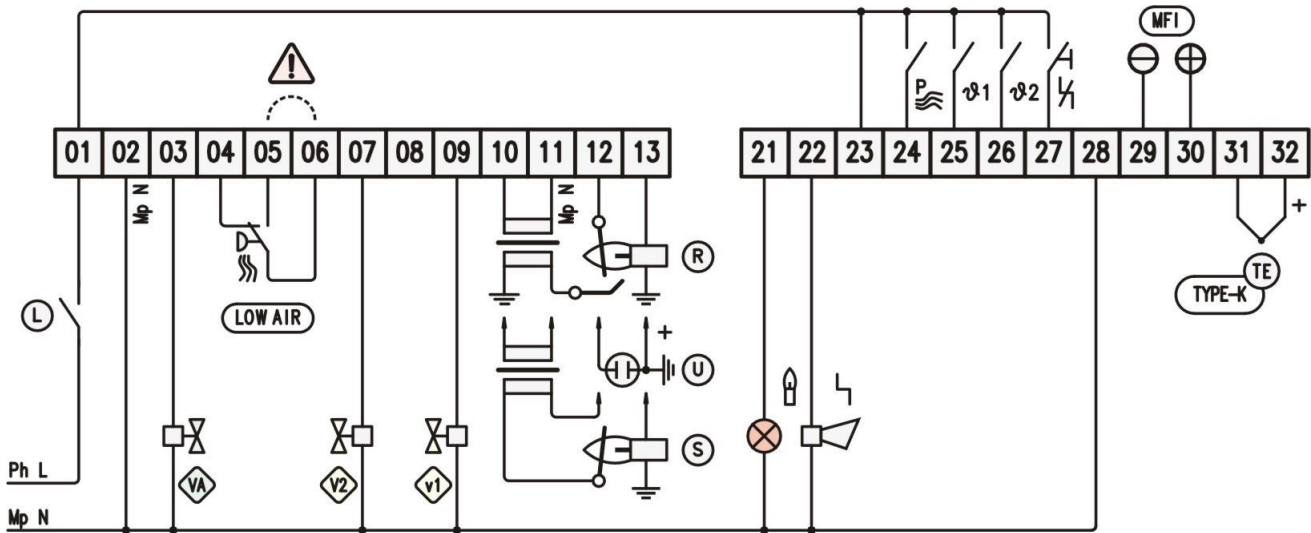 MFI
P ϑ1 ϑ2
01 02 03 04 05 06 07 08 09 10 11 12 13
21 22 23 24 25 26 27 28 29 30 31 32
Mp N
Mp N
+
R
TE
TYPE-K
L
LOW AIR
+
U
S
Ph L
VA
V2
v1
Mp N